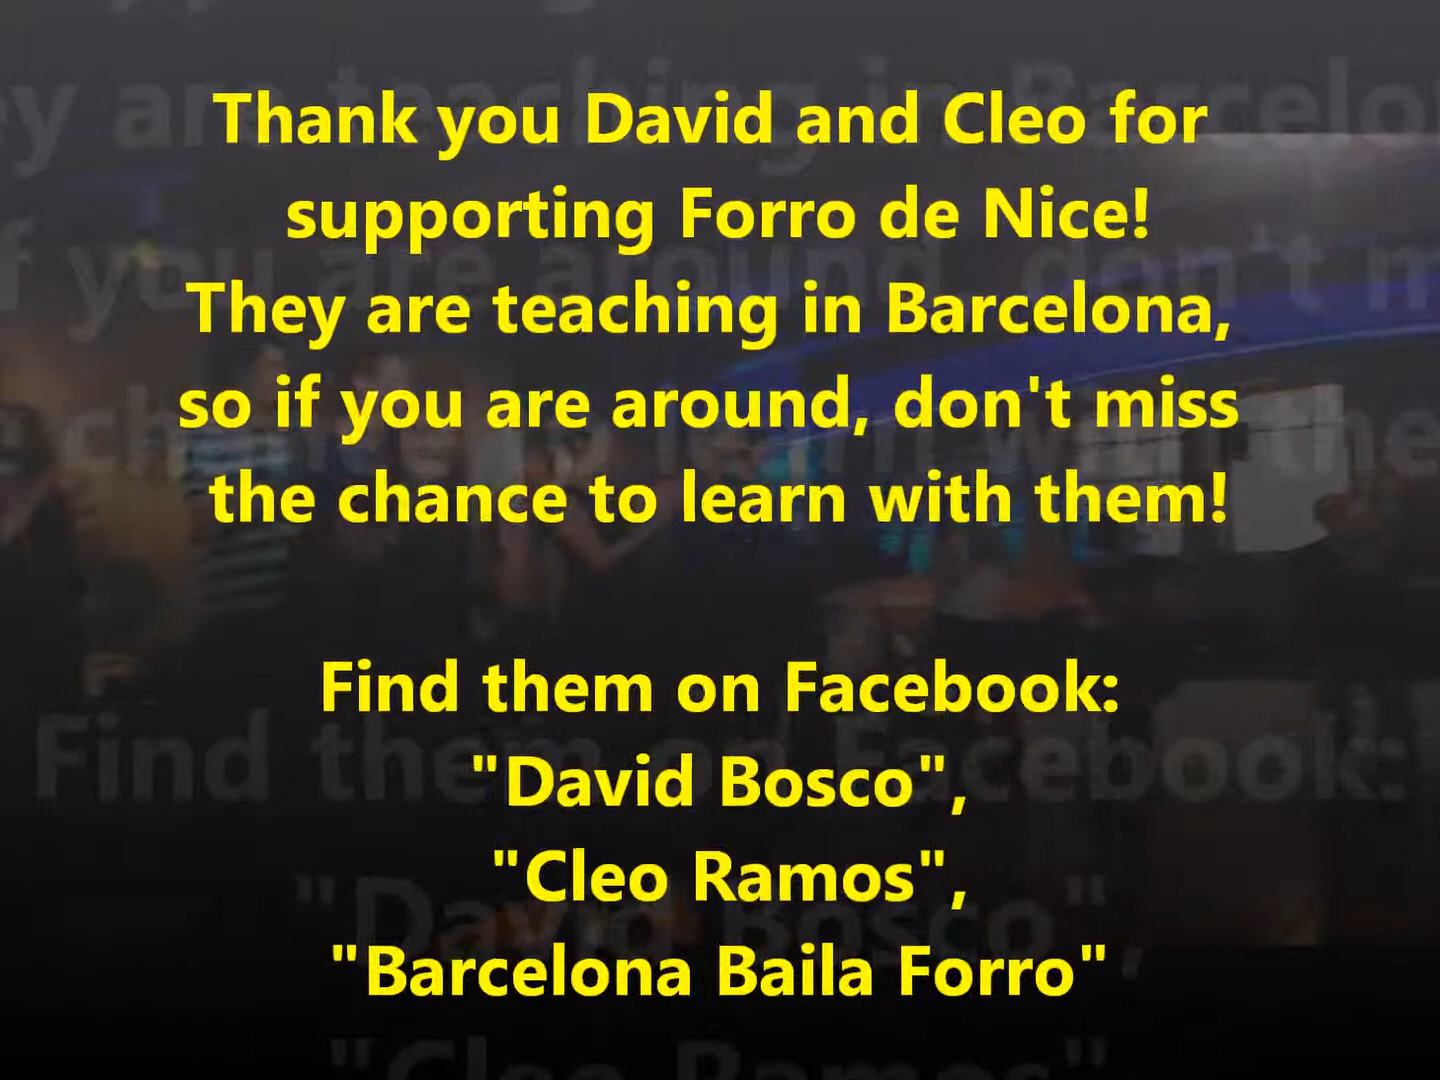 Thank you David and Cleo for
supporting Forro de Nice!
They are teaching in Barcelona,
so if you are around, don't miss
the chance to learn with them!
Find them on Facebook:
"David Bosco",
"Cleo Ramos",
"Barcelona Baila Forro"